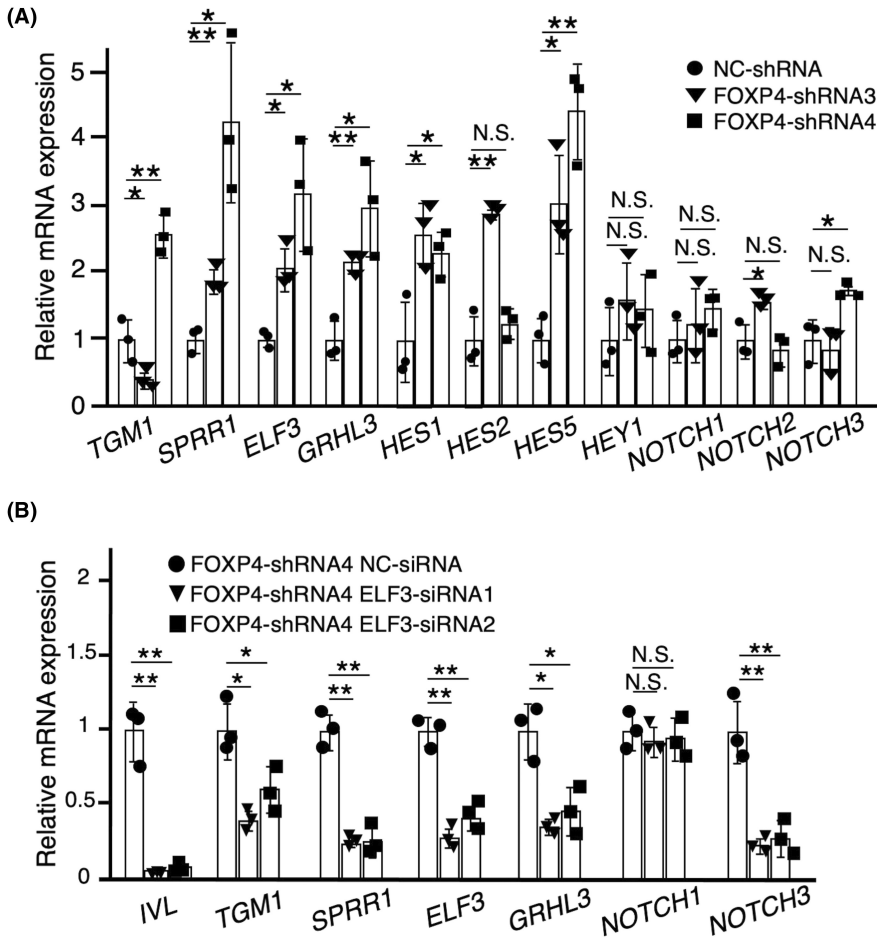 (A)
Relative mRNA expression
5
4
3
2
1
0
NC-shRNA
FOXP4-shRNA3
FOXP4-shRNA4
* **
** *
* *
* **
* *
** N.S.
* **
N.S. N.S.
N.S. N.S.
* N.S.
N.S. *
TGM1 SPRR1 ELF3 GRHL3 HES1 HES2 HES5 HEY1 NOTCH1 NOTCH2 NOTCH3
(B)
Relative mRNA expression
2
1.5
1
0.5
0
FOXP4-shRNA4 NC-siRNA
FOXP4-shRNA4 ELF3-siRNA1
FOXP4-shRNA4 ELF3-siRNA2
** **
* *
** **
** **
* *
N.S. N.S.
** **
IVL TGM1 SPRR1 ELF3 GRHL3 NOTCH1 NOTCH3